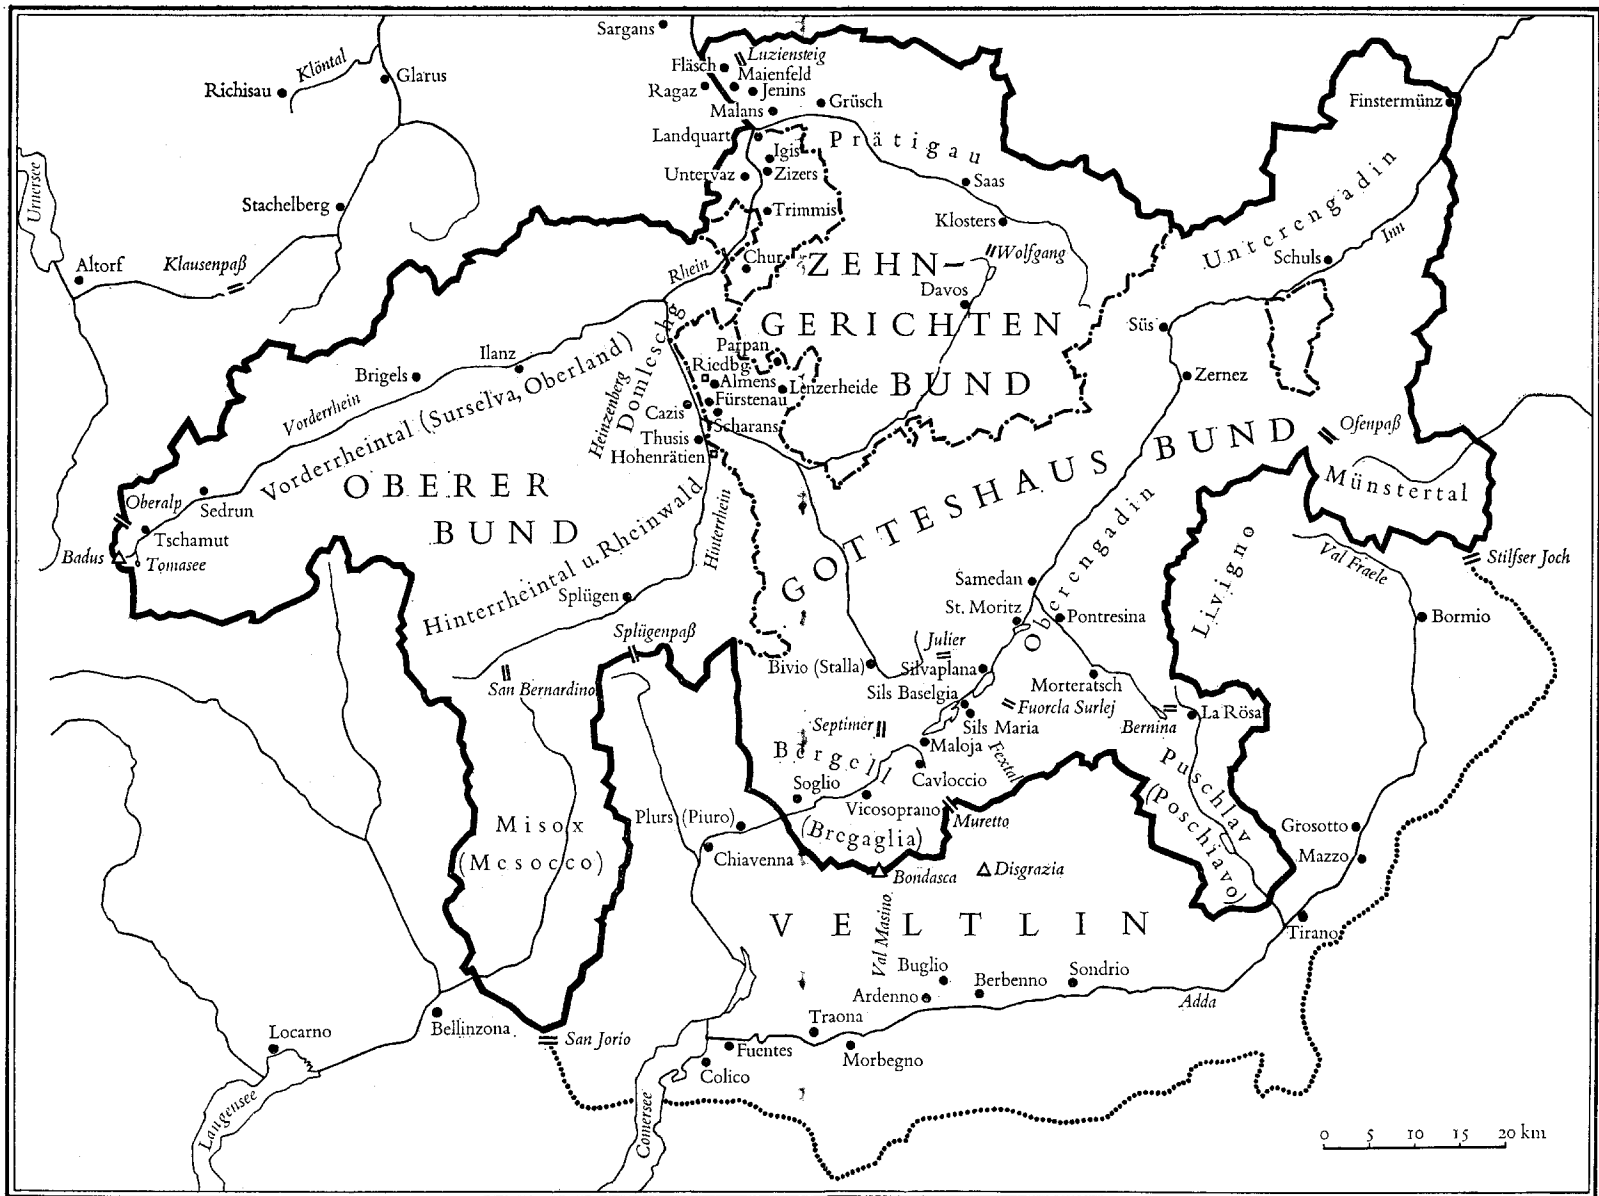 Sargans
Luziensteig
Fläsch
Maienfeld
Klöntal
Glarus
Richisau
Ragaz
Jenins
Malans
Grüsch
Finstermünz
Landquart
Prätigau
Igis
Untervaz
Zizers
Saas
Urnersee
Stachelberg
Trimmis
Klosters
Unterengadin
Inn
Altorf
Klausenpaß
Rhein
Chur
ZEHN–
Wolfgang
Schuls
Davos
GERICHTEN
Süs
Parpan
Ilanz
Domleschg
Riedbg.
Brigels
Almens
Lenzerheide
BUND
Zernez
Heinzenberg
Fürstenau
Vorderrhein
Cazis
Scharans
Vorderrheintal (Surselva, Oberland)
Thusis
Hohenrätien
GOTTESHAUS BUND
Ofenpaß
OBERER
BUND
Münstertal
Oberalp
Sedrun
Tschamut
Badus
Tomasee
Hinterrhein
Hinterrheintal u. Rheinwald
Oberengadin
Livigno
Val Fraele
Stilfser Joch
Samedan
Splügen
St. Moritz
Pontresina
Bormio
Splügenpaß
Julier
Bivio (Stalla)
Silvaplana
San Bernardino
Sils Baselgia
Morteratsch
Fuorcla Surlej
La Rösa
Septimer
Sils Maria
Bernina
Bergell
Maloja
Fextal
Cavloccio
Puschlav
(Poschiavo)
Soglio
Vicosoprano
Muretto
Misox
(Mesocco)
Plurs (Piuro)
(Bregaglia)
Grosotto
Mazzo
Chiavenna
Bondasca
Disgrazia
VELTLIN
Val Masino
Tirano
Buglio
Berbenno
Sondrio
Ardenno
Adda
Traona
Bellinzona
Locarno
San Jorio
Fuentes
Morbegno
Colico
Langensee
Comersee
0 5 10 15 20 km